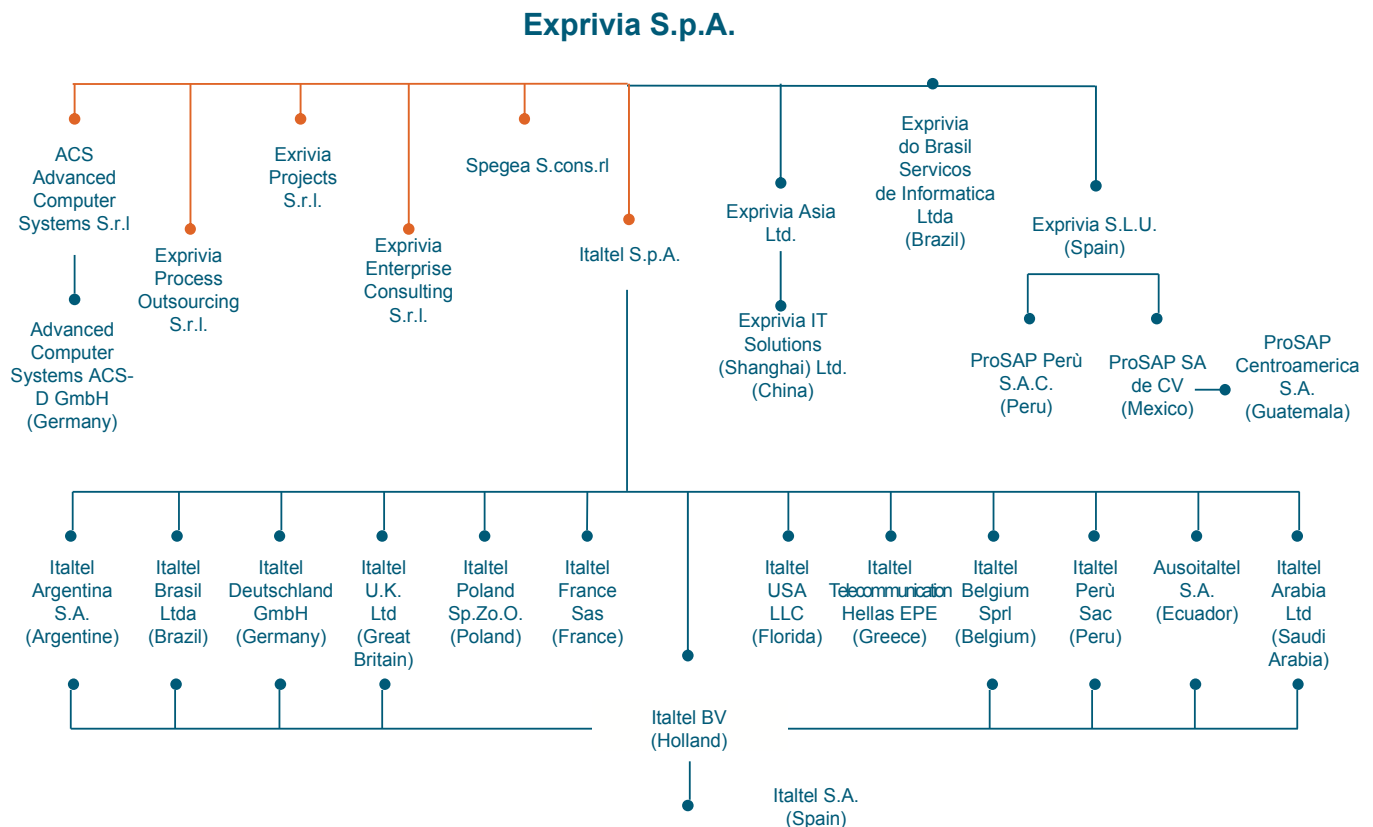 Exprivia S.p.A.
ACS
Advanced
Computer
Systems S.r.l
Exprivia
Process
Outsourcing
S.r.l.
Exrivia
Projects
S.r.l.
Exprivia
Enterprise
Consulting
S.r.l.
Spegea S.cons.rl
Italtel S.p.A.
Exprivia Asia
Ltd.
Exprivia
do Brasil
Servicos
de Informatica
Ltda
(Brazil)
Exprivia S.L.U.
(Spain)
Advanced
Computer
Systems ACS-
D GmbH
(Germany)
Exprivia IT
Solutions
(Shanghai) Ltd.
(China)
ProSAP Perù
S.A.C.
(Peru)
ProSAP SA
de CV
(Mexico)
ProSAP
Centroamerica
S.A.
(Guatemala)
Italtel
Argentina
S.A.
(Argentine)
Italtel
Brasil
Ltda
(Brazil)
Italtel
Deutschland
GmbH
(Germany)
Italtel
U.K.
Ltd
(Great
Britain)
Italtel
Poland
Sp.Zo.O.
(Poland)
Italtel
France
Sas
(France)
Italtel
USA
LLC
(Florida)
Italtel
Telecommunication
Hellas EPE
(Greece)
Italtel
Belgium
Sprl
(Belgium)
Italtel
Perù
Sac
(Peru)
Ausoitaltel
S.A.
(Ecuador)
Italtel
Arabia
Ltd
(Saudi
Arabia)
Italtel BV
(Holland)
Italtel S.A.
(Spain)